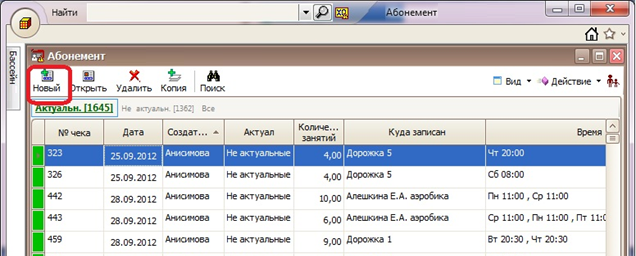 Найти Абонемент
Бассейн
Абонемент
Новый Открыть Удалить Копия Поиск Вид Действие
Актуальн. [1645] Не актуальн. [1362] Все
№ чека Дата Создат... Актуал Количе... занятий Куда записан Время
323 25.09.2012 Анисимова Не актуальные 4,00 Дорожка 5 Чт 20:00
326 25.09.2012 Анисимова Не актуальные 4,00 Дорожка 5 Сб 08:00
442 28.09.2012 Анисимова Не актуальные 10,00 Алешкина Е.А. аэробика Пн 11:00 , Ср 11:00
443 28.09.2012 Анисимова Не актуальные 6,00 Алешкина Е.А. аэробика Ср 11:00 , Пн 11:00 , Пт 11:0
459 28.09.2012 Анисимова Не актуальные 9,00 Дорожка 1 Вт 20:30 , Чт 20:30